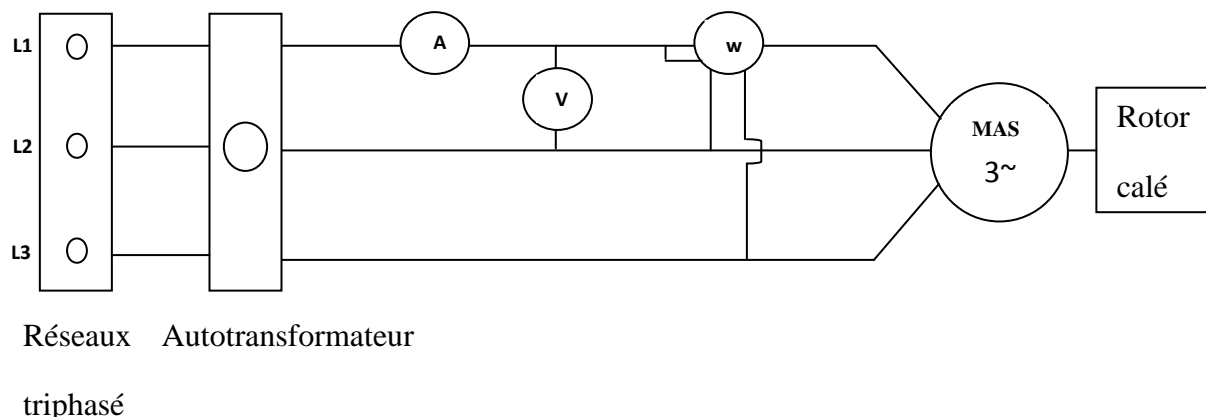 L1
A
w
V
L2
MAS
3~
Rotor
calé
L3
Réseaux Autotransformateur
triphasé